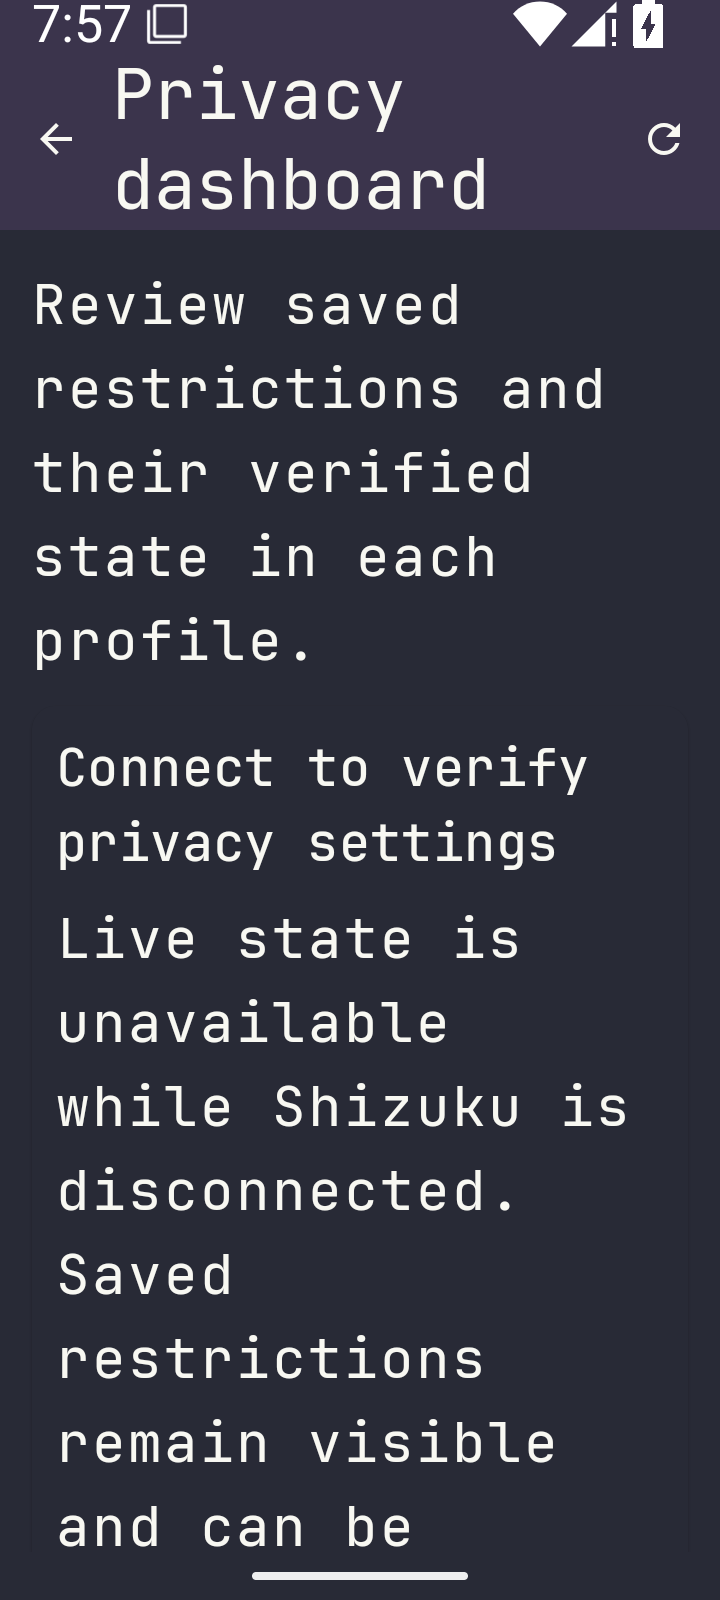 7:57
Privacy
dashboard
Review saved
restrictions and
their verified
state in each
profile.
Connect to verify
privacy settings
Live state is
unavailable
while Shizuku is
disconnected.
Saved
restrictions
remain visible
and can be